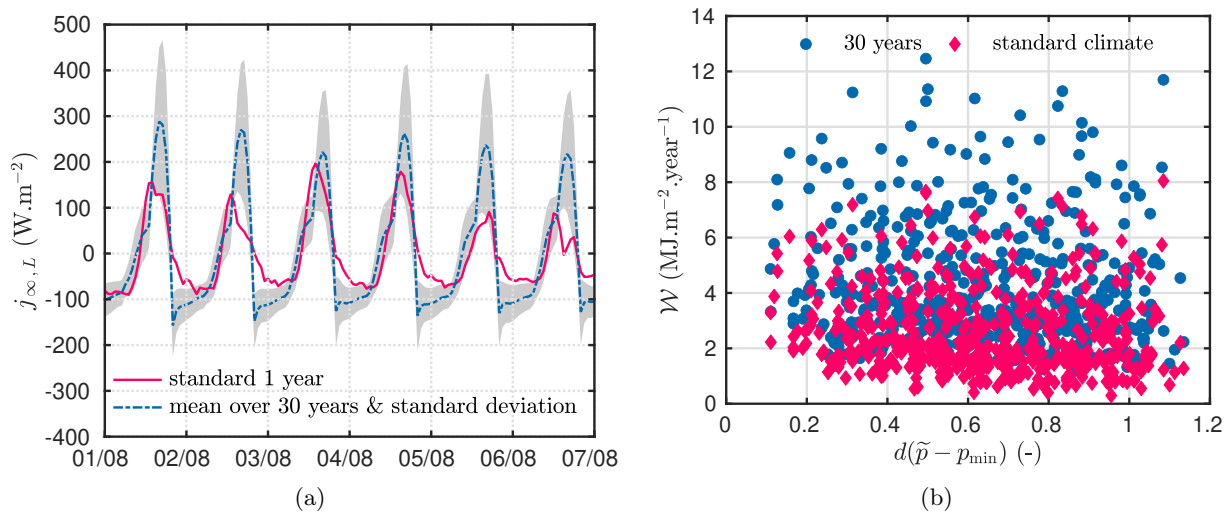 500
400
300
200
100
0
-100
-200
-300
-400
j∞,L (W.m−2)
standard 1 year
mean over 30 years & standard deviation
01/08 02/08 03/08 04/08 05/08 06/08 07/08
(a)
16
14
12
10
8
6
4
2
0
W (MJ.m−2.year−1)
30 years standard climate
0 0.2 0.4 0.6 0.8 1 1.2
d(p̃ − pmin) (-)
(b)